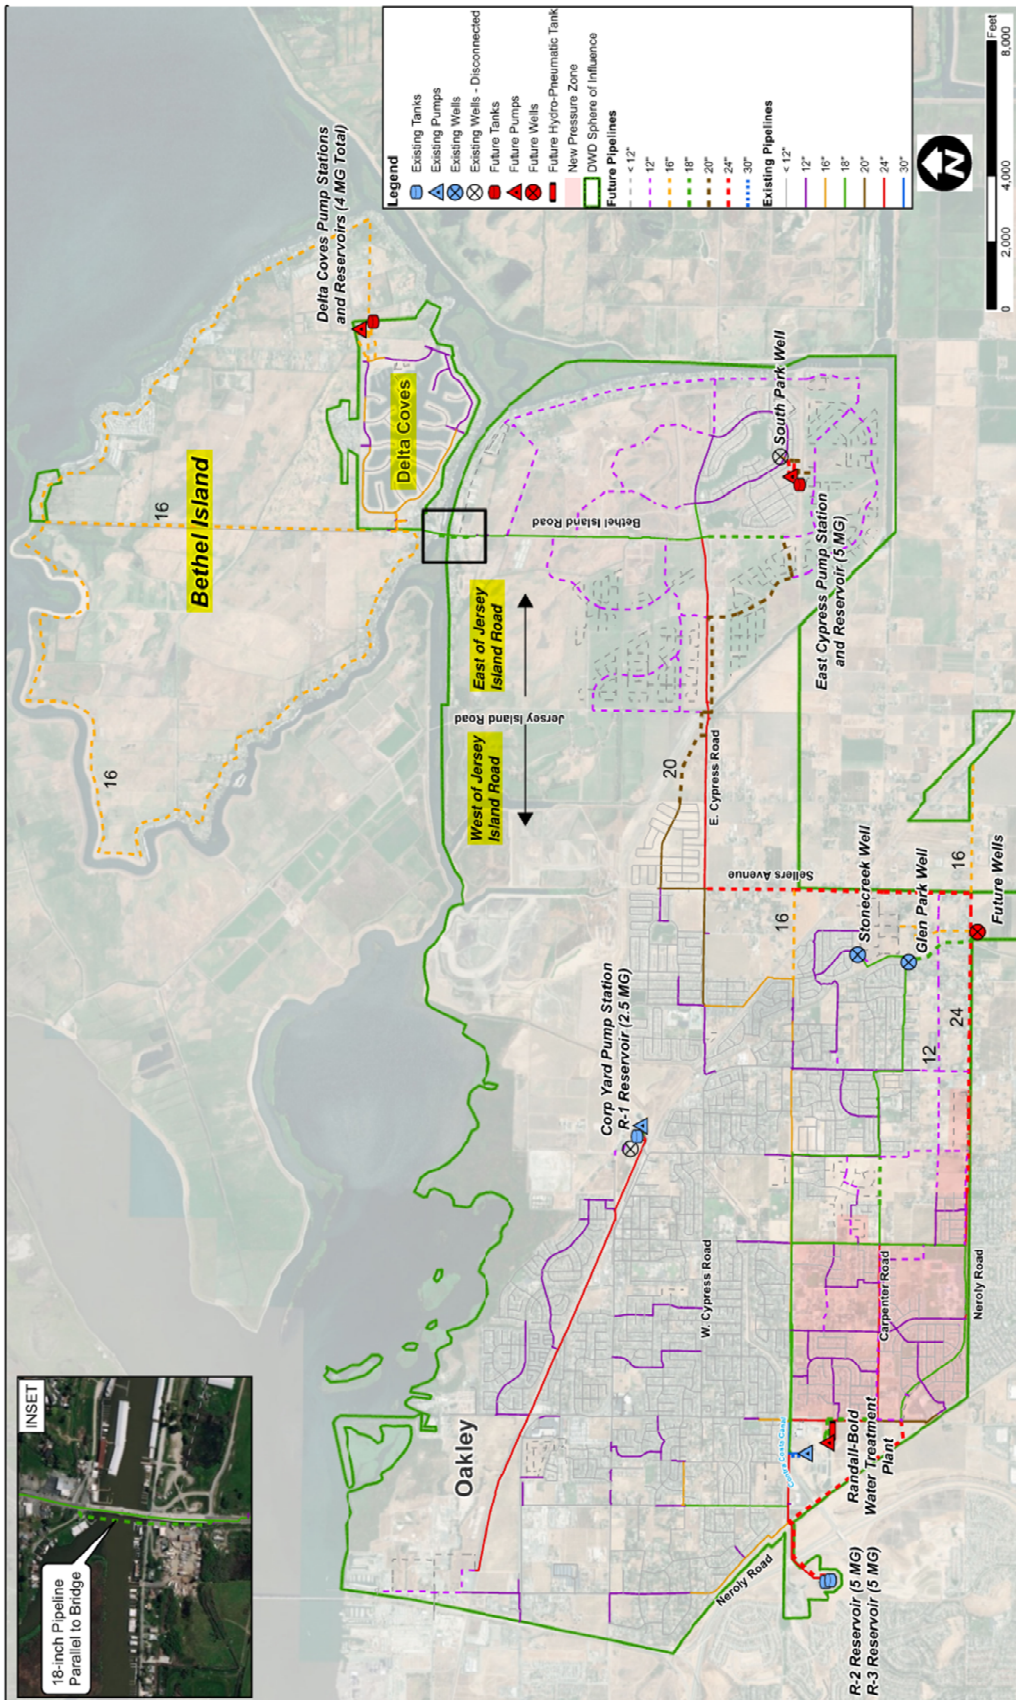 INSET
18-inch Pipeline
Parallel to Bridge
Bethel Island
16
16
Delta Coves Pump Stations
and Reservoirs (4 MG Total)
Delta Coves
Legend
Existing Tanks
Existing Pumps
Existing Wells
Existing Wells - Disconnected
Future Tanks
Future Pumps
Future Wells
Future Hydro-Pneumatic Tank
New Pressure Zone
DWD Sphere of Influence
Future Pipelines
< 12"
12"
16"
18"
20"
24"
30"
Existing Pipelines
< 12"
12"
16"
18"
20"
24"
30"
West of Jersey
Island Road
East of Jersey
Island Road
Jersey Island Road
Bethel Island Road
Oakley
Corp Yard Pump Station
R-1 Reservoir (2.5 MG)
20
E. Cypress Road
W. Cypress Road
Sellers Avenue
South Park Well
East Cypress Pump Station
and Reservoir (5 MG)
16
Stonecreek Well
Glen Park Well
12
24
16
Future Wells
Contra Costa Canal
Carpenter Road
Neroly Road
Neroly Road
Randall-Bold
Water Treatment
Plant
R-2 Reservoir (5 MG)
R-3 Reservoir (5 MG)
N
0
2,000
4,000
8,000
Feet